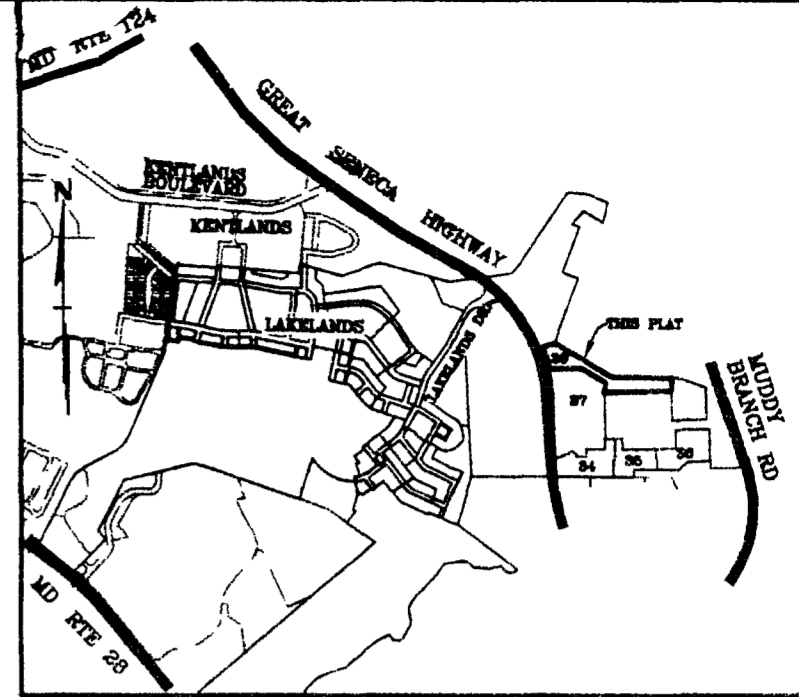 MD RTE 124
GREAT SENECA HIGHWAY
KENTLANDS
BOULEVARD
N
KENTLANDS
LAKELANDS
LAKELANDS DR.
THIS PLAT
MUDDY
BRANCH RD
37
34
35
36
MD RTE 28